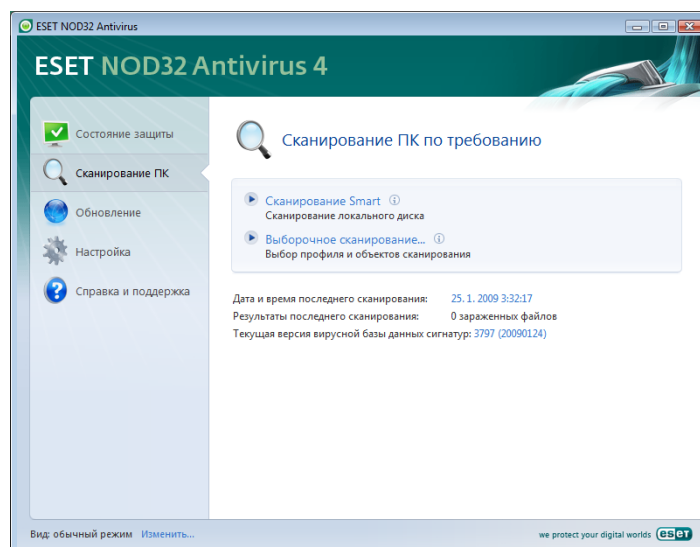 ESET NOD32 Antivirus
ESET NOD32 Antivirus 4
Состояние защиты
Сканирование ПК
Обновление
Настройка
Справка и поддержка
Сканирование ПК по требованию
Сканирование Smart
Сканирование локального диска
Выборочное сканирование...
Выбор профиля и объектов сканирования
Дата и время последнего сканирования: 25. 1. 2009 3:32:17
Результаты последнего сканирования: 0 зараженных файлов
Текущая версия вирусной базы данных сигнатур: 3797 (20090124)
Вид: обычный режим Изменить...
we protect your digital worlds eset